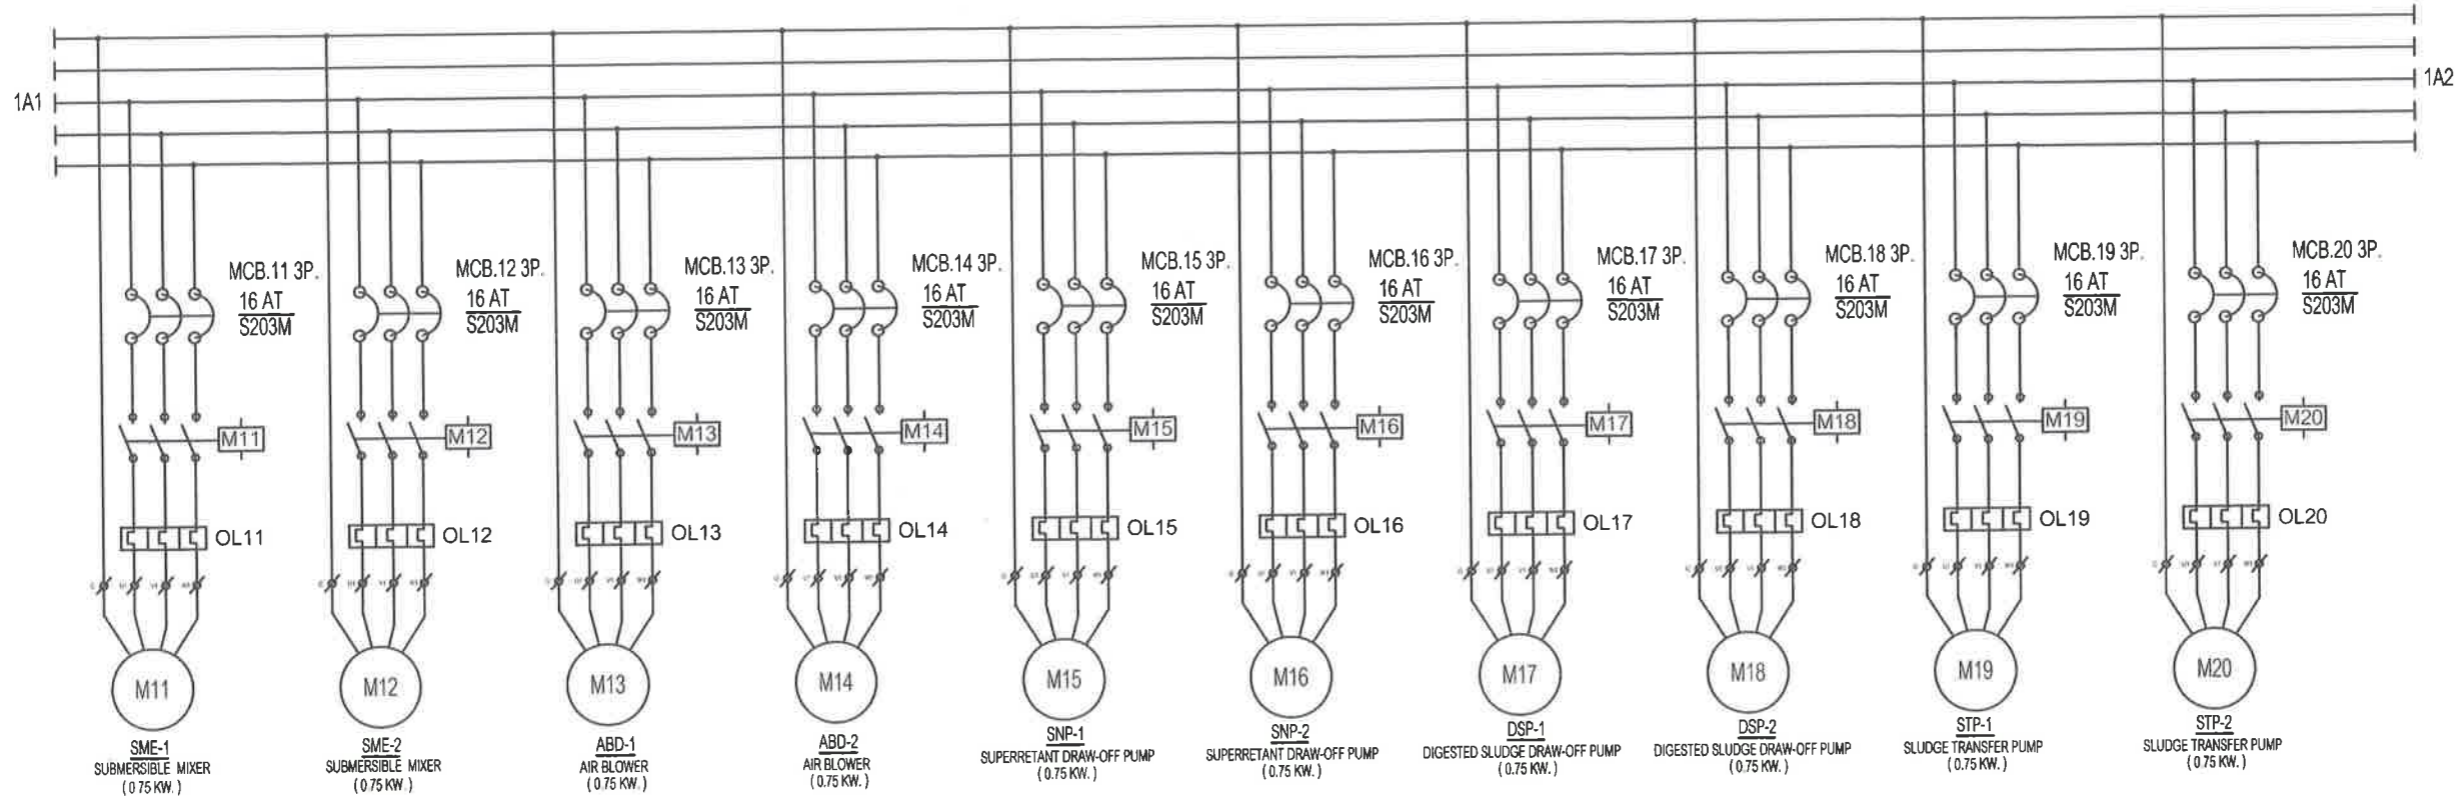 1A1
1A2
MCB.11 3P.
16 AT
S203M
MCB.12 3P.
16 AT
S203M
MCB.13 3P.
16 AT
S203M
MCB.14 3P.
16 AT
S203M
MCB.15 3P.
16 AT
S203M
MCB.16 3P.
16 AT
S203M
MCB.17 3P.
16 AT
S203M
MCB.18 3P.
16 AT
S203M
MCB.19 3P.
16 AT
S203M
MCB.20 3P.
16 AT
S203M
M11
M12
M13
M14
M15
M16
M17
M18
M19
M20
OL11
OL12
OL13
OL14
OL15
OL16
OL17
OL18
OL19
OL20
M11
M12
M13
M14
M15
M16
M17
M18
M19
M20
SME-1
SUBMERSIBLE MIXER
(0.75 KW.)
SME-2
SUBMERSIBLE MIXER
(0.75 KW.)
ABD-1
AIR BLOWER
(0.75 KW.)
ABD-2
AIR BLOWER
(0.75 KW.)
SNP-1
SUPERRETANT DRAW-OFF PUMP
(0.75 KW.)
SNP-2
SUPERRETANT DRAW-OFF PUMP
(0.75 KW.)
DSP-1
DIGESTED SLUDGE DRAW-OFF PUMP
(0.75 KW.)
DSP-2
DIGESTED SLUDGE DRAW-OFF PUMP
(0.75 KW.)
STP-1
SLUDGE TRANSFER PUMP
(0.75 KW.)
STP-2
SLUDGE TRANSFER PUMP
(0.75 KW.)